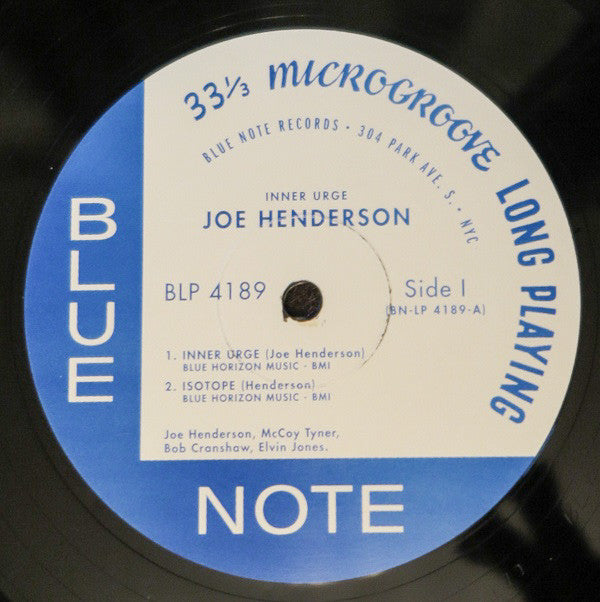 33⅓ MICROGROOVE LONG PLAYING
BLUE NOTE RECORDS • 304 PARK AVE. S. • NYC
INNER URGE
JOE HENDERSON
BLP 4189
Side I
(BN-LP 4189-A)
1. INNER URGE (Joe Henderson)
BLUE HORIZON MUSIC - BMI
2. ISOTOPE (Henderson)
BLUE HORIZON MUSIC - BMI
Joe Henderson, McCoy Tyner,
Bob Cranshaw, Elvin Jones.
BLUE
NOTE